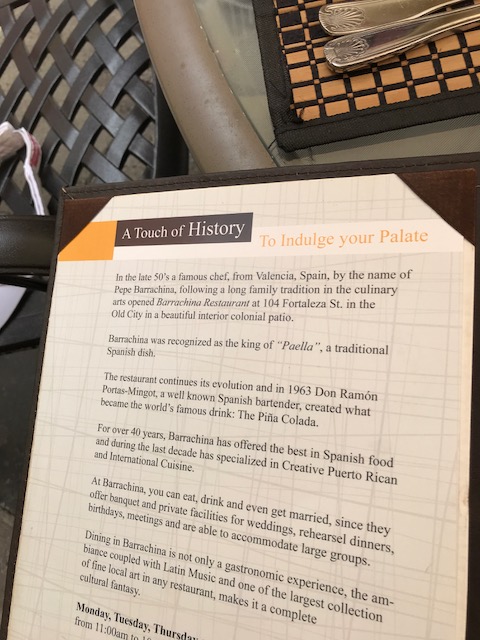 A Touch of History To Indulge your Palate
In the late 50's a famous chef, from Valencia, Spain, by the name of
Pepe Barrachina, following a long family tradition in the culinary
arts opened Barrachina Restaurant at 104 Fortaleza St. in the
Old City in a beautiful interior colonial patio.
Barrachina was recognized as the king of "Paella", a traditional
Spanish dish.
The restaurant continues its evolution and in 1963 Don Ramón
Portas-Mingot, a well known Spanish bartender, created what
became the world's famous drink: The Piña Colada.
For over 40 years, Barrachina has offered the best in Spanish food
and during the last decade has specialized in Creative Puerto Rican
and International Cuisine.
At Barrachina, you can eat, drink and even get married, since they
offer banquet and private facilities for weddings, rehearsel dinners,
birthdays, meetings and are able to accommodate large groups.
Dining in Barrachina is not only a gastronomic experience, the am-
biance coupled with Latin Music and one of the largest collection
of fine local art in any restaurant, makes it a complete
cultural fantasy.
Monday, Tuesday, Thursday
from 11:00am to